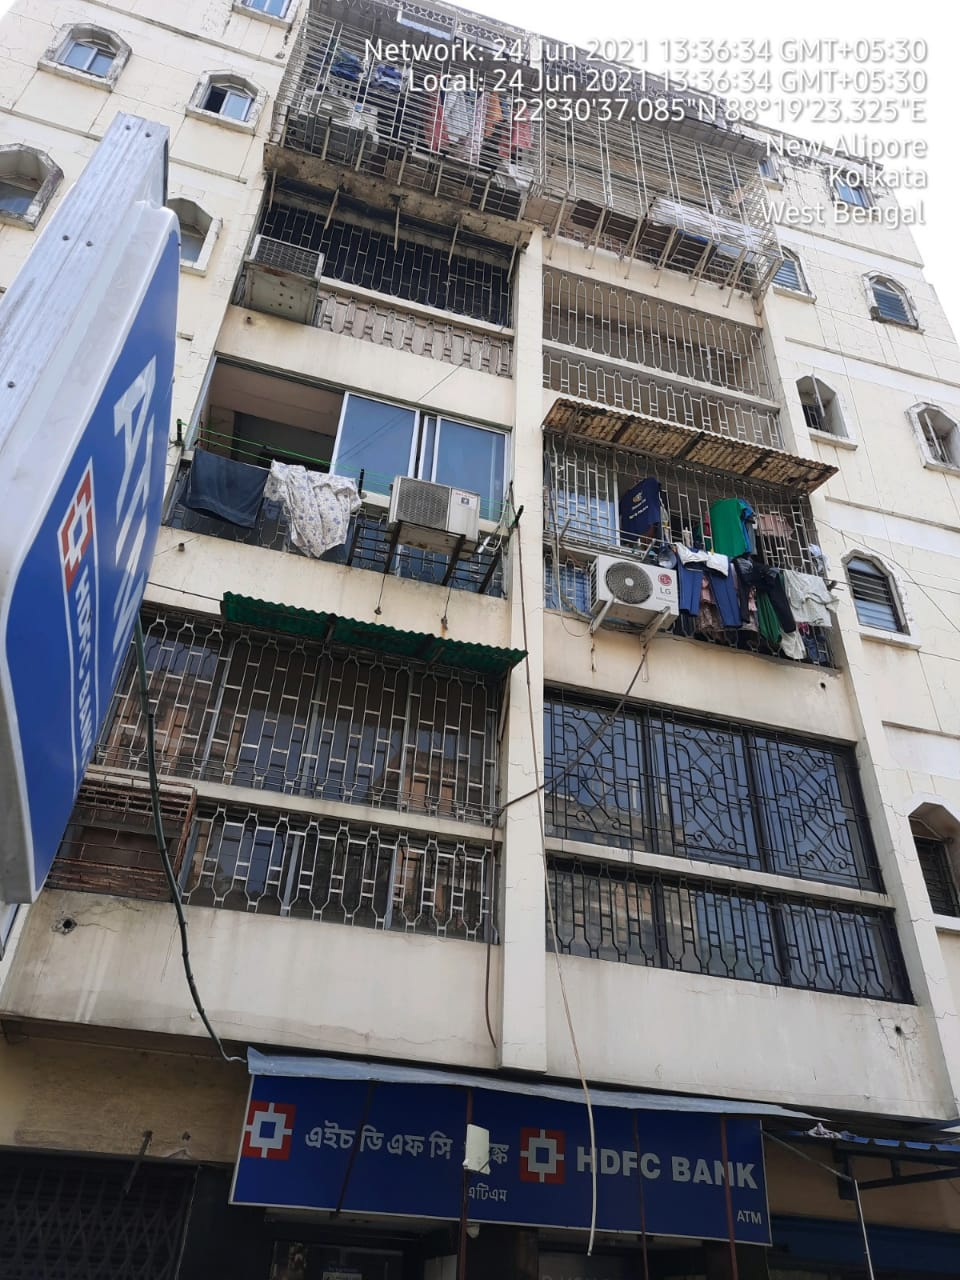 Network: 24 Jun 2021 13:36:34 GMT+05:30
Local: 24 Jun 2021 13:36:34 GMT+05:30
22°30'37.085"N 88°19'23.325"E
New Alipore
Kolkata
West Bengal
ATM
HDFC BANK
LG
এইচ ডি এফ সি
HDFC BANK
এটিএম
ATM